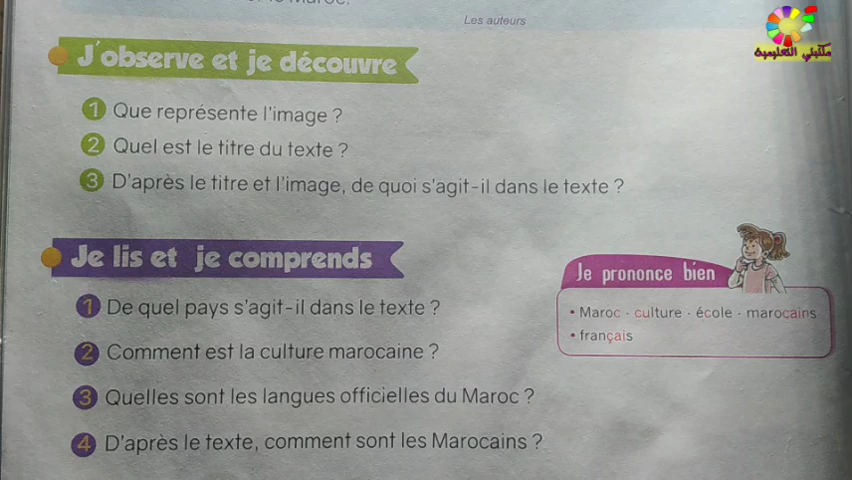 Les auteurs
مكتبتي التعليمية
J'observe et je découvre
1 Que représente l'image ?
2 Quel est le titre du texte ?
3 D'après le titre et l'image, de quoi s'agit-il dans le texte ?
Je lis et je comprends
1 De quel pays s'agit-il dans le texte ?
2 Comment est la culture marocaine ?
3 Quelles sont les langues officielles du Maroc ?
4 D'après le texte, comment sont les Marocains ?
Je prononce bien
• Maroc · culture · école · marocains
• français